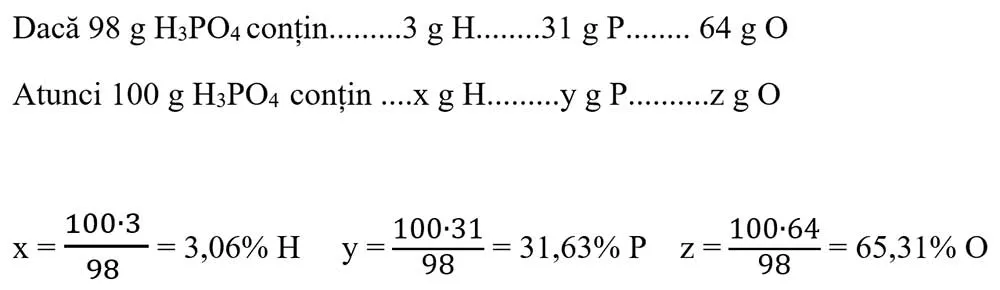 Dacă 98 g H₃PO₄ conțin.........3 g H........31 g P........ 64 g O
Atunci 100 g H₃PO₄ conțin ....x g H.........y g P..........z g O
x = 100·3/98 = 3,06% H y = 100·31/98 = 31,63% P z = 100·64/98 = 65,31% O